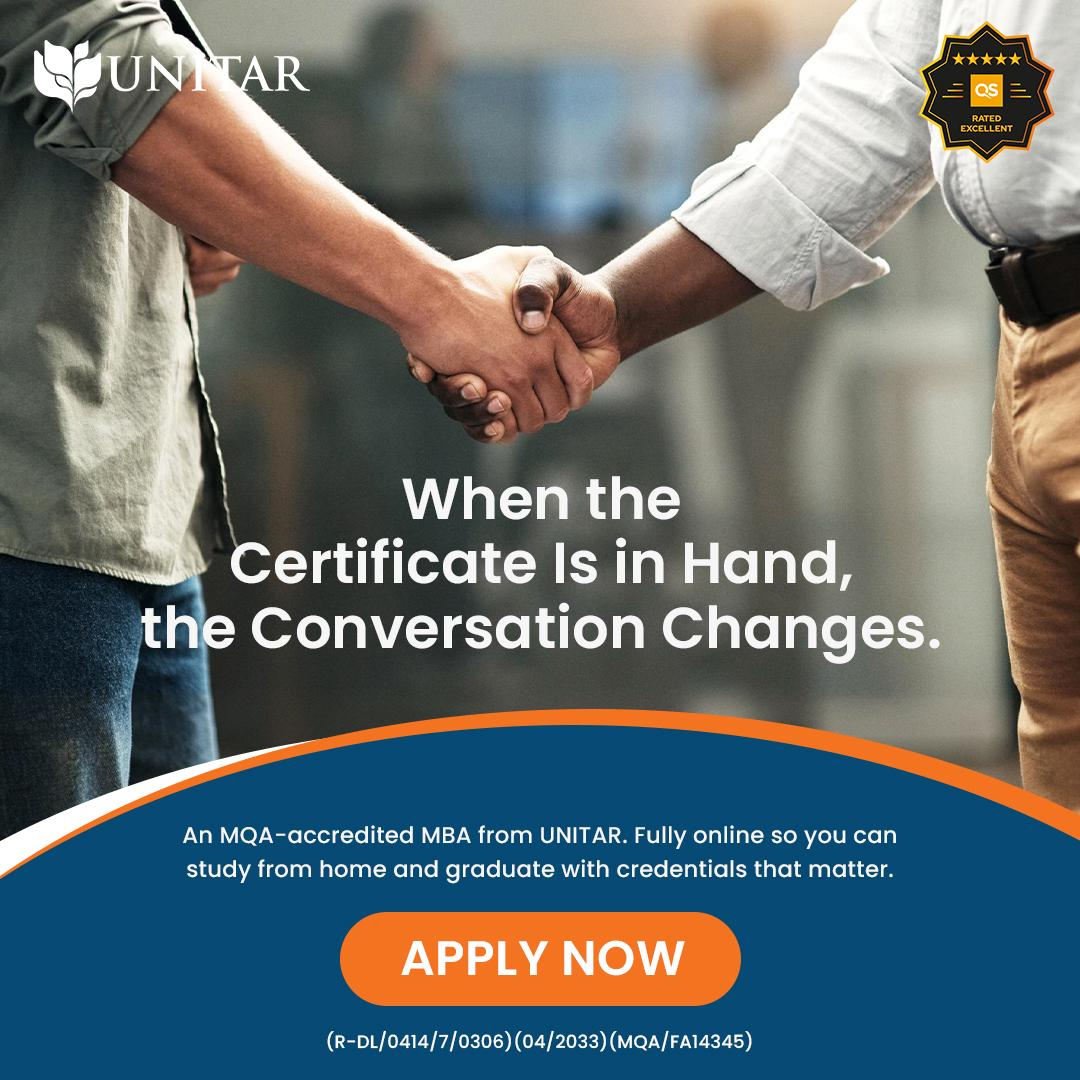 UNITAR
QS
RATED
EXCELLENT
When the
Certificate Is in Hand,
the Conversation Changes.
An MQA-accredited MBA from UNITAR. Fully online so you can
study from home and graduate with credentials that matter.
APPLY NOW
(R-DL/0414/7/0306)(04/2033)(MQA/FA14345)